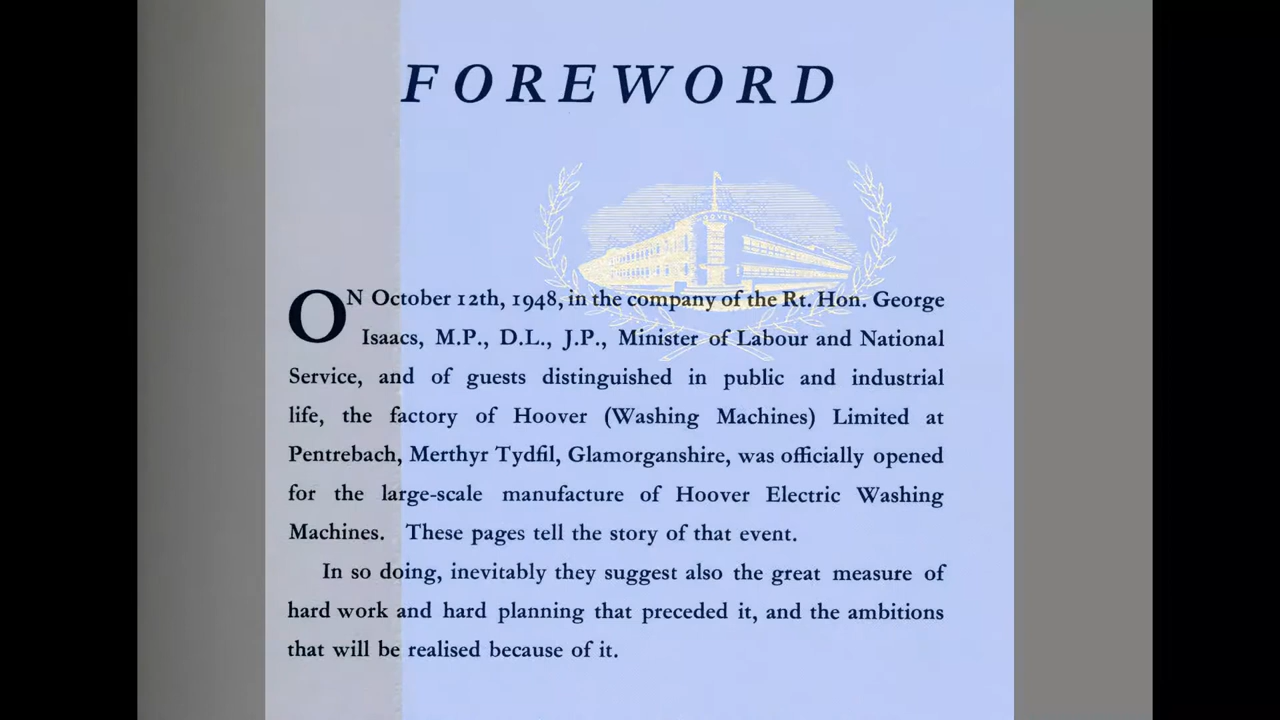 FOREWORD
HOOVER
ON October 12th, 1948, in the company of the Rt. Hon. George
Isaacs, M.P., D.L., J.P., Minister of Labour and National
Service, and of guests distinguished in public and industrial
life, the factory of Hoover (Washing Machines) Limited at
Pentrebach, Merthyr Tydfil, Glamorganshire, was officially opened
for the large-scale manufacture of Hoover Electric Washing
Machines. These pages tell the story of that event.
In so doing, inevitably they suggest also the great measure of
hard work and hard planning that preceded it, and the ambitions
that will be realised because of it.